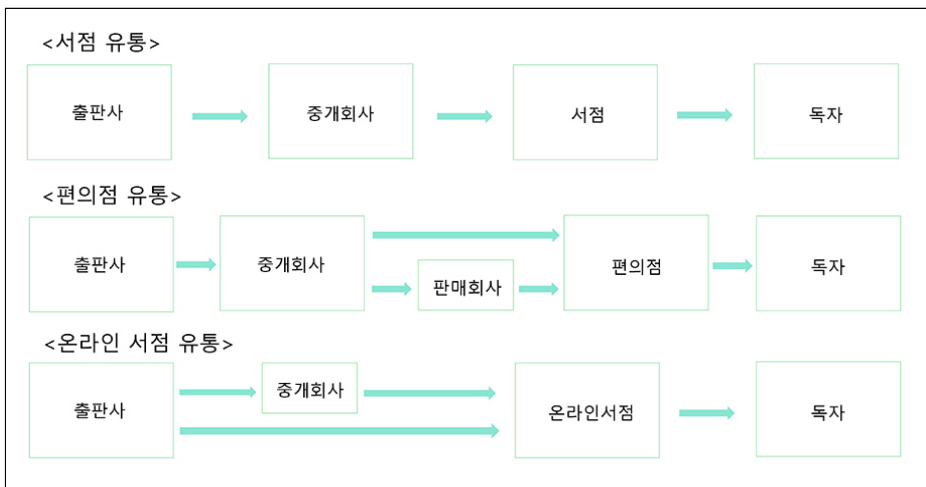 <서점 유통>
출판사 중개회사 서점 독자
<편의점 유통>
출판사 중개회사 편의점 독자
판매회사
<온라인 서점 유통>
중개회사
출판사 온라인서점 독자